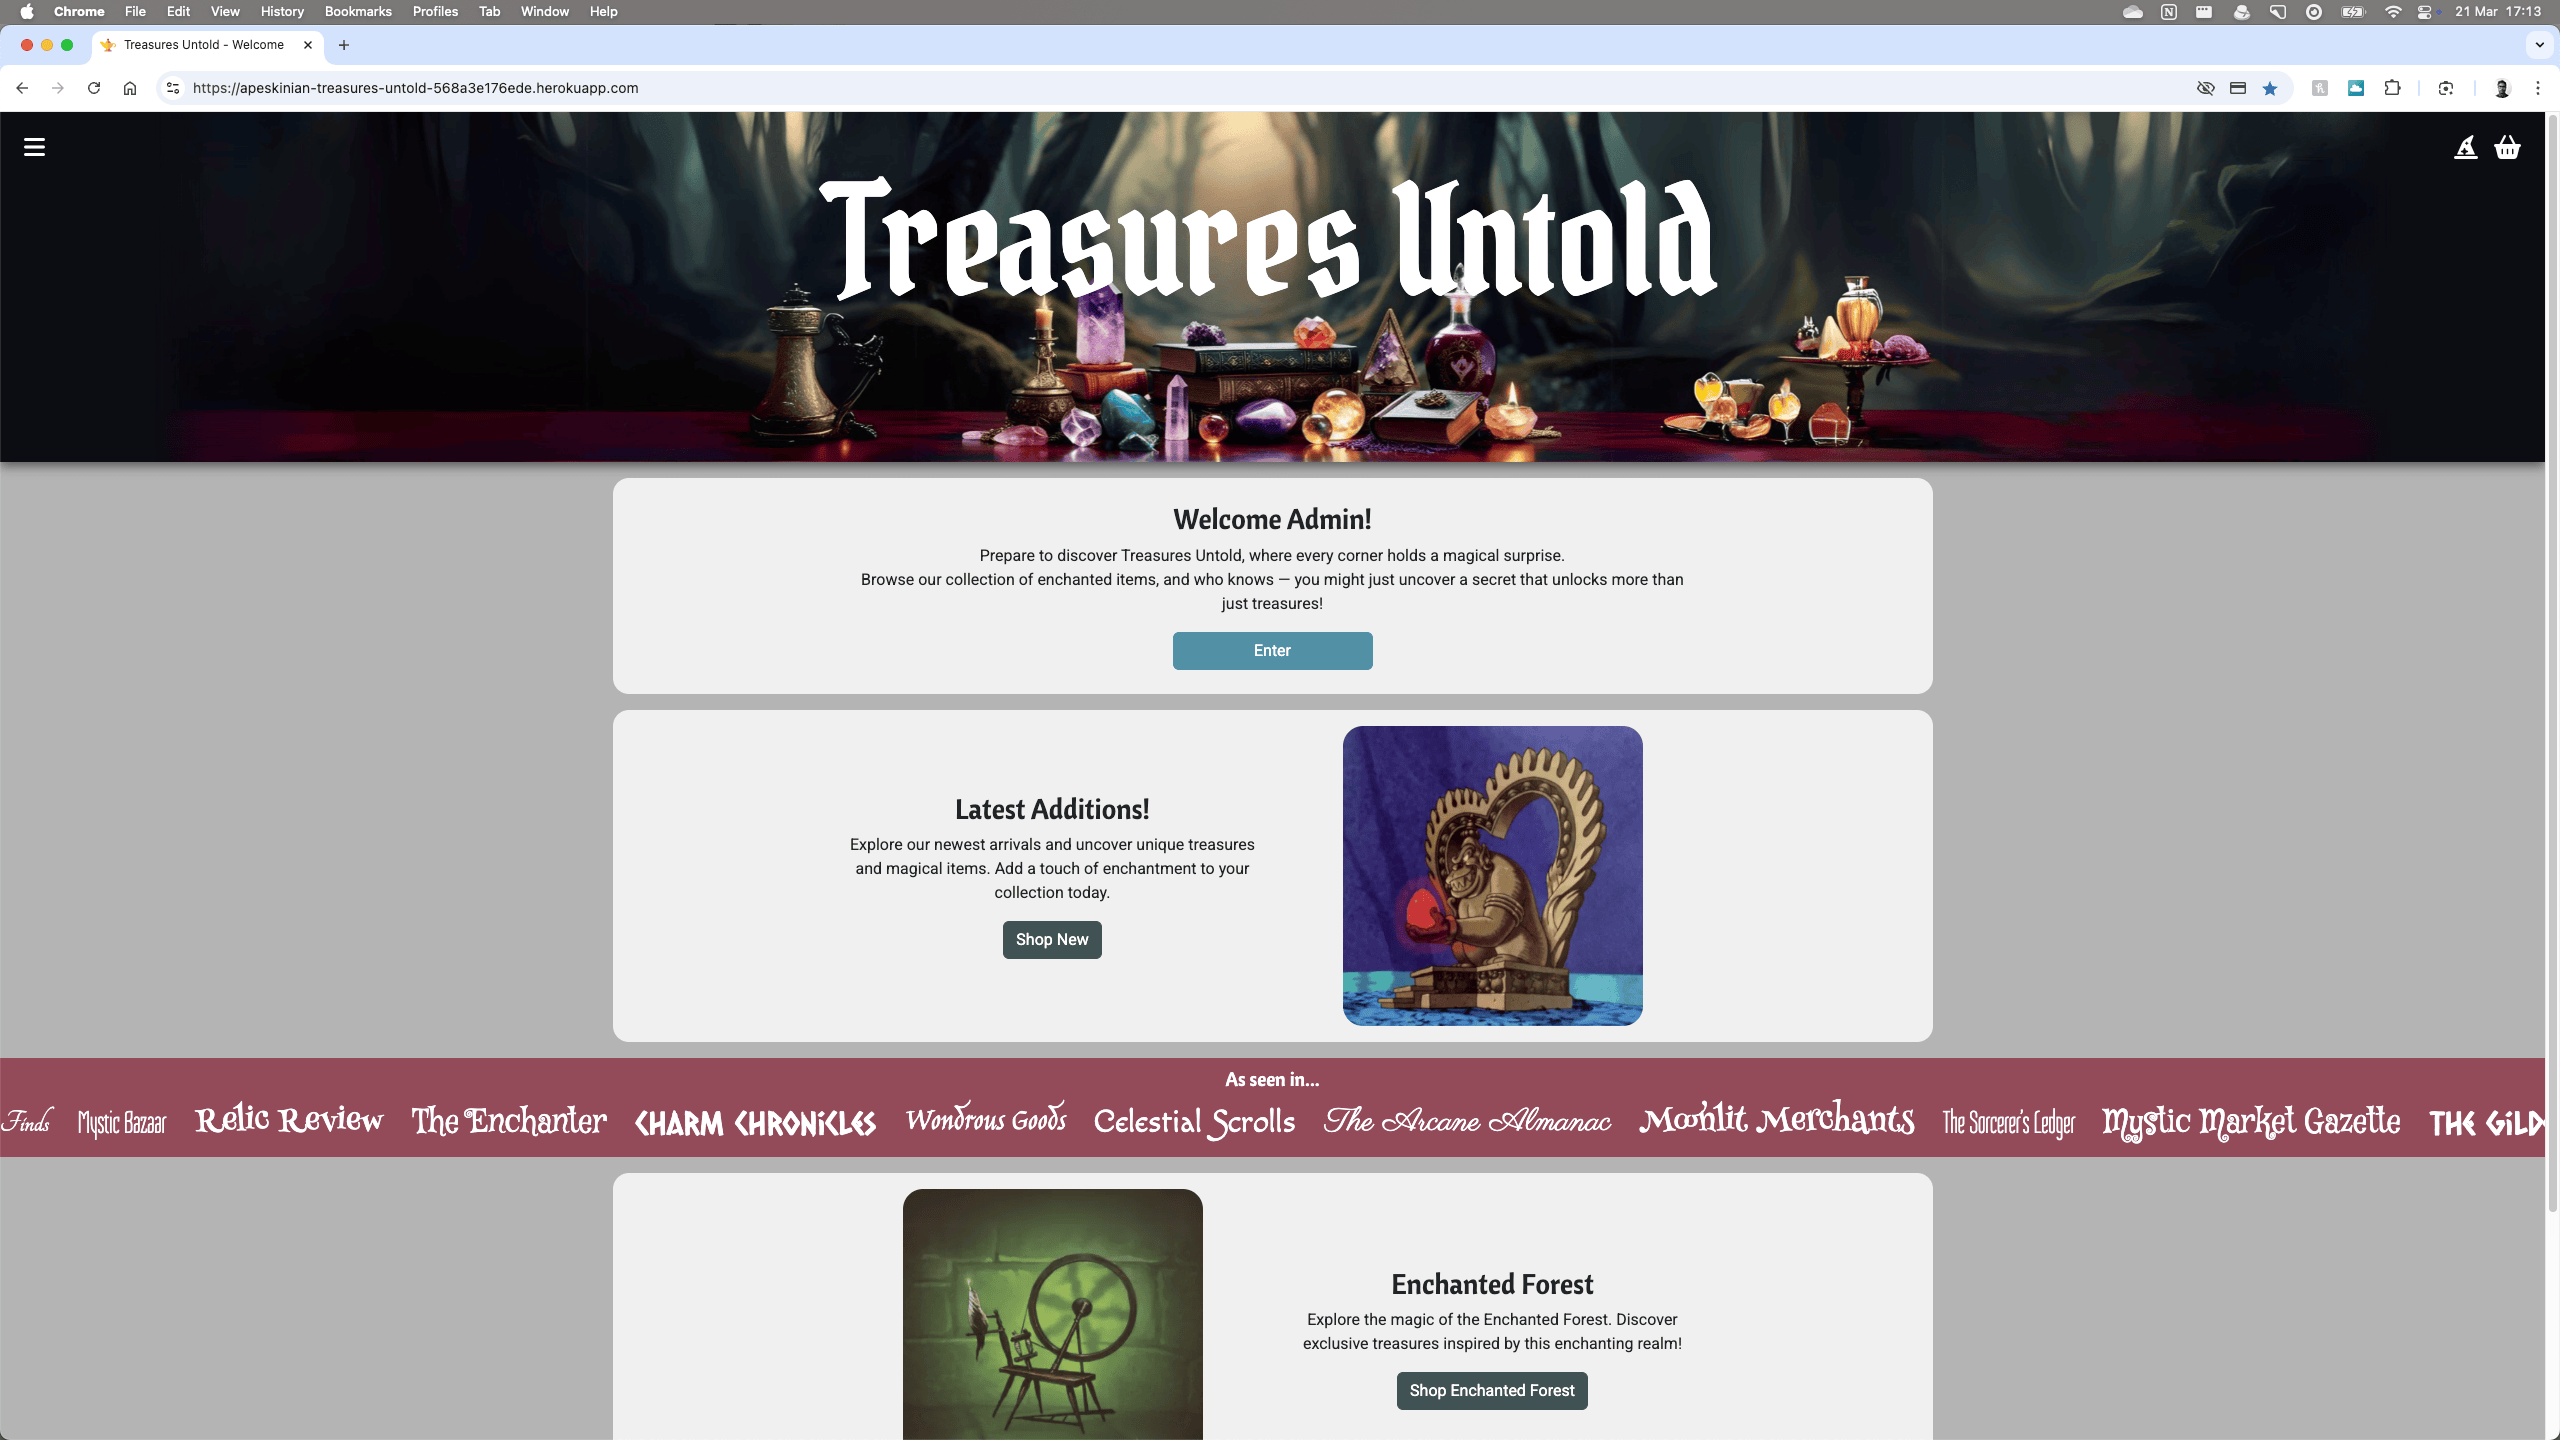 Chrome File Edit View History Bookmarks Profiles Tab Window Help 21 Mar 17:13
Treasures Untold - Welcome
https://apeskinian-treasures-untold-568a3e176ede.herokuapp.com
Treasures Untold
Welcome Admin!
Prepare to discover Treasures Untold, where every corner holds a magical surprise.
Browse our collection of enchanted items, and who knows — you might just uncover a secret that unlocks more than
just treasures!
Enter
Latest Additions!
Explore our newest arrivals and uncover unique treasures
and magical items. Add a touch of enchantment to your
collection today.
Shop New
As seen in...
Finds Mystic Bazaar Relic Review The Enchanter CHARM CHRONICLES Wondrous Goods Celestial Scrolls The Arcane Almanac Moonlit Merchants The Sorcerer's Ledger Mystic Market Gazette THE GILD
Enchanted Forest
Explore the magic of the Enchanted Forest. Discover
exclusive treasures inspired by this enchanting realm!
Shop Enchanted Forest